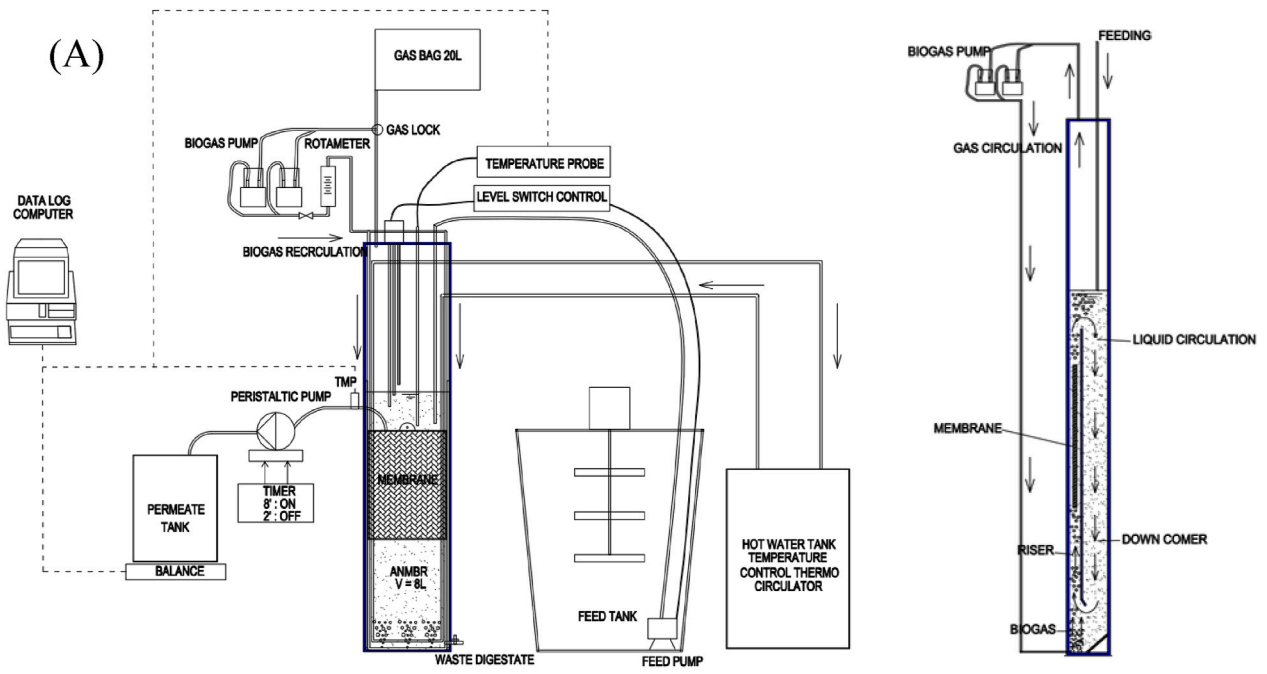 (A)
GAS BAG 20L
GAS LOCK
BIOGAS PUMP
ROTAMETER
TEMPERATURE PROBE
LEVEL SWITCH CONTROL
DATA LOG
COMPUTER
BIOGAS RECRCULATION
TMP
PERISTALTIC PUMP
MEMBRANE
TIMER
8' : ON
2' : OFF
PERMEATE
TANK
BALANCE
ANMBR
V = 8L
WASTE DIGESTATE
FEED TANK
FEED PUMP
HOT WATER TANK
TEMPERATURE
CONTROL THERMO
CIRCULATOR
BIOGAS PUMP
FEEDING
GAS CIRCULATION
LIQUID CIRCULATION
MEMBRANE
RISER
DOWN COMER
BIOGAS